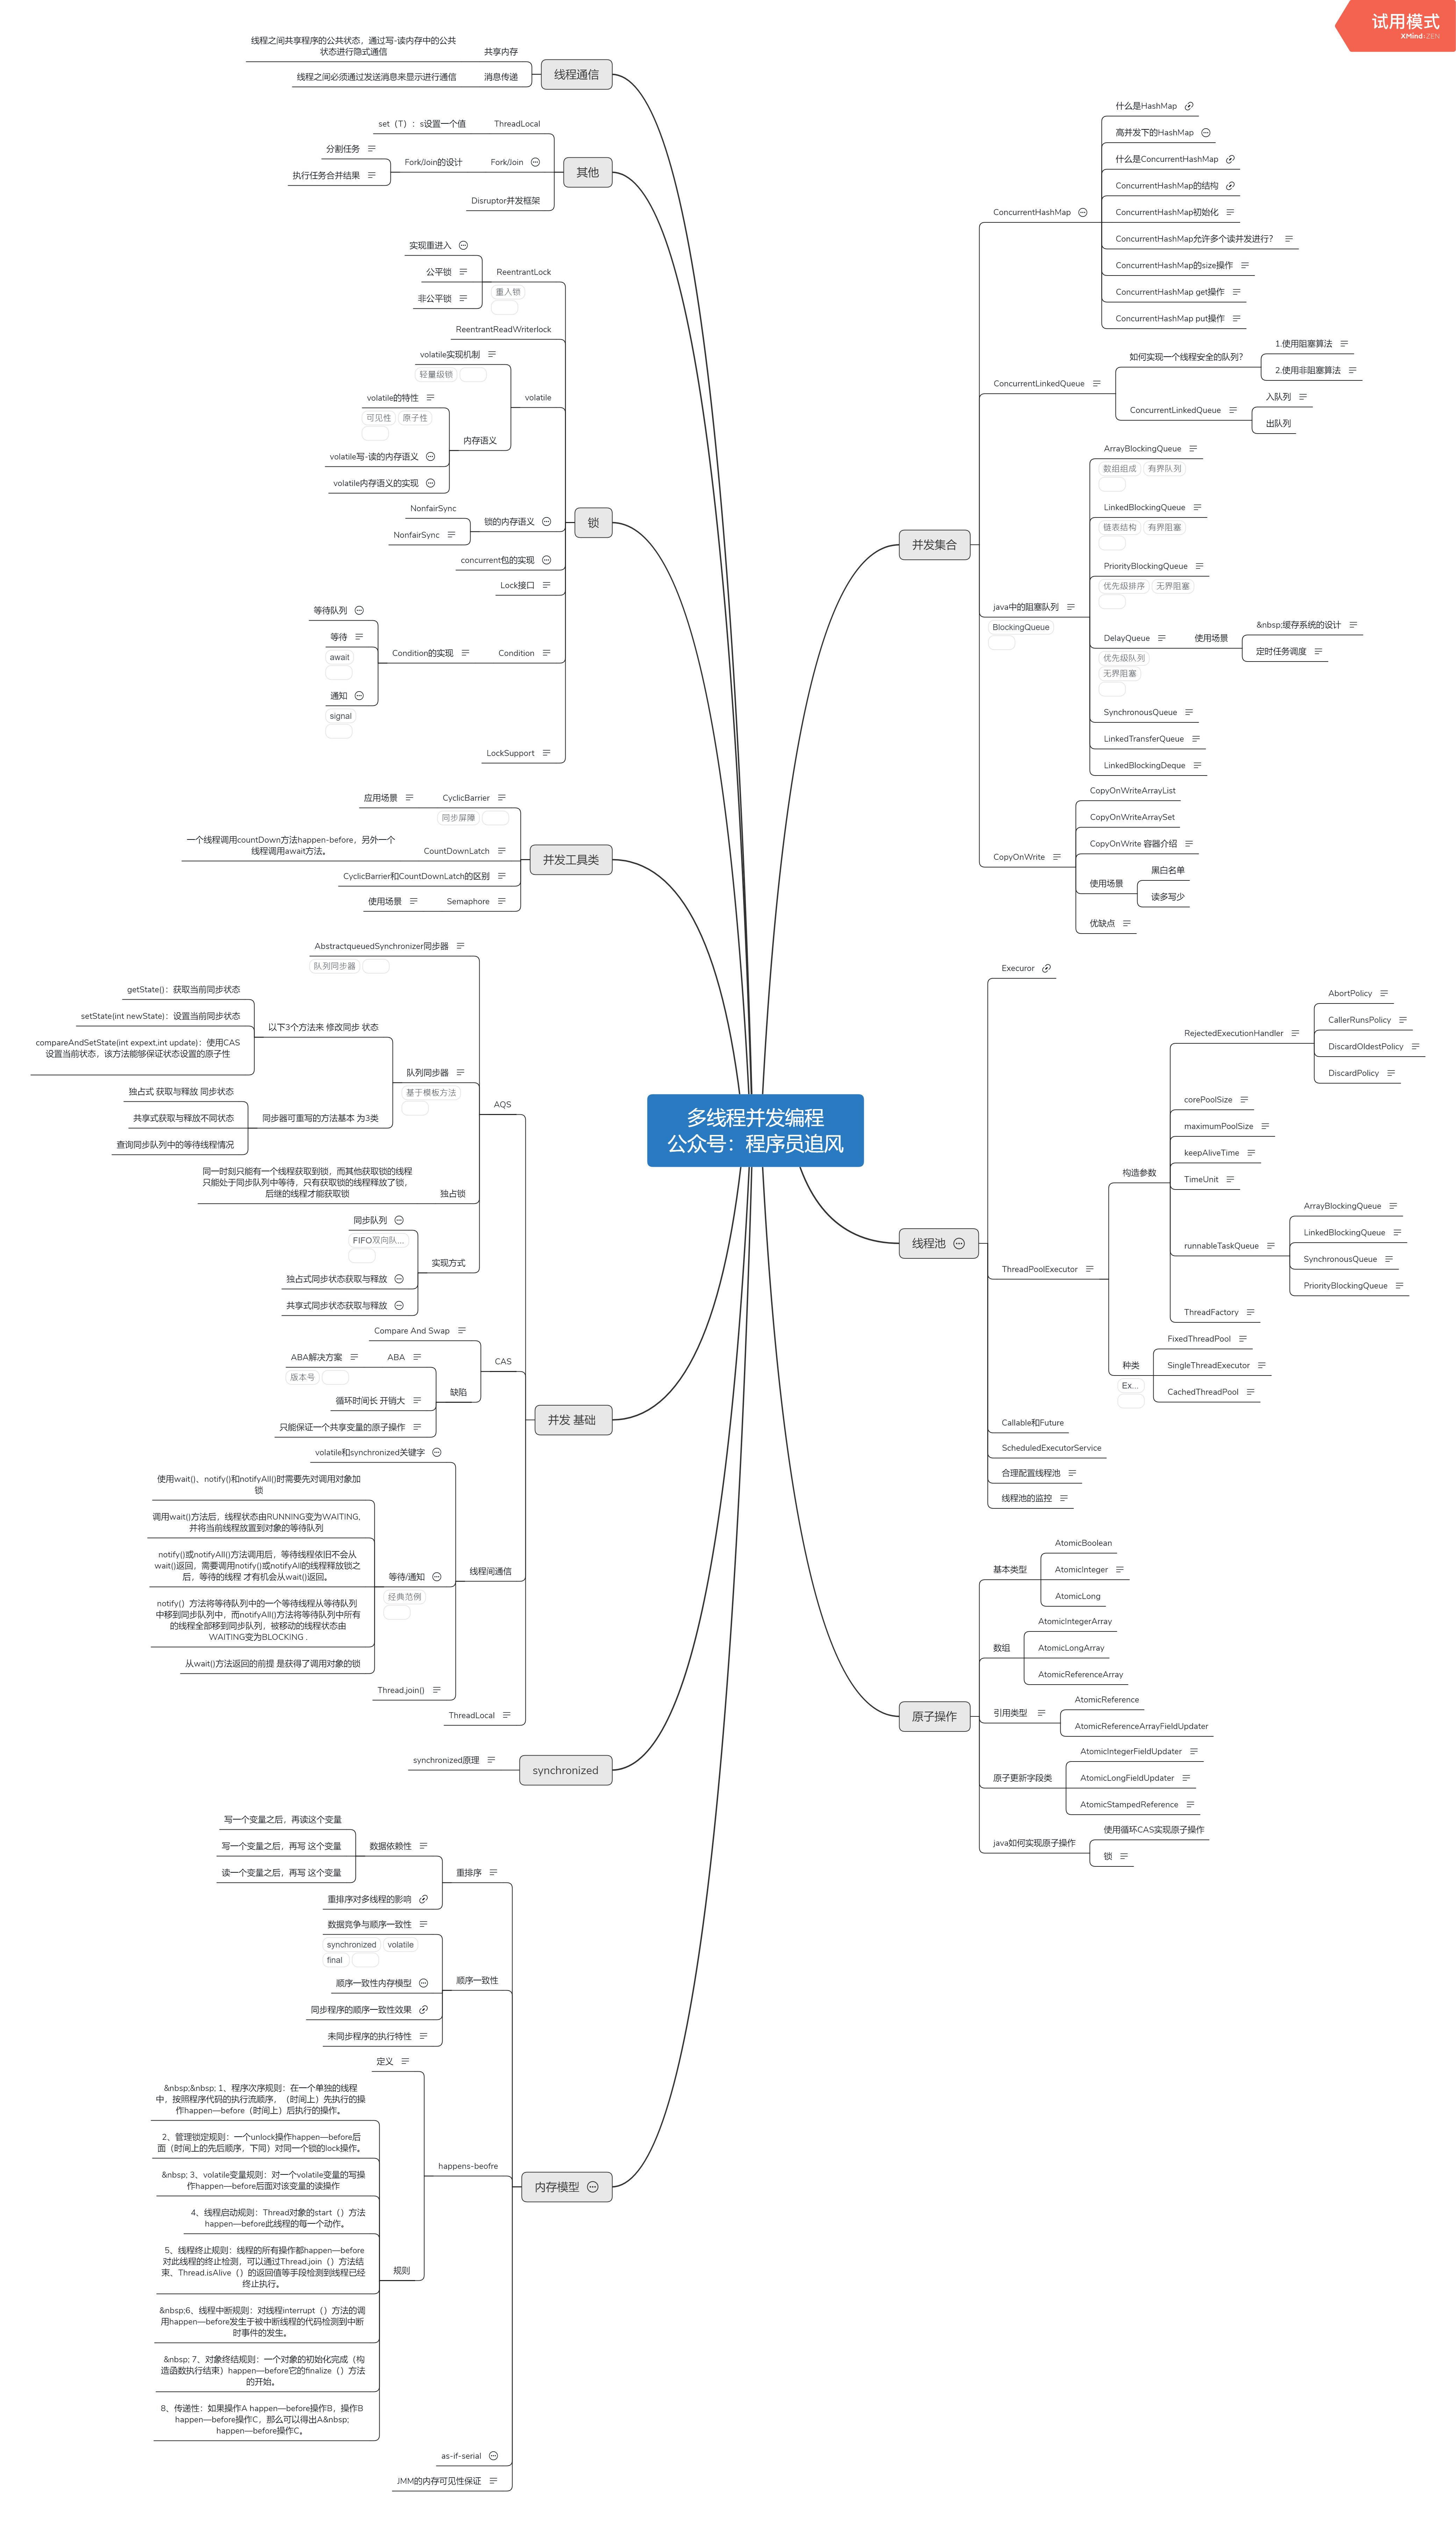 试用模式
XMind:ZEN
多线程并发编程
公众号：程序员追风
并发集合
ConcurrentHashMap
什么是HashMap
高并发下的HashMap
什么是ConcurrentHashMap
ConcurrentHashMap的结构
ConcurrentHashMap初始化
ConcurrentHashMap允许多个读并发进行？
ConcurrentHashMap的size操作
ConcurrentHashMap get操作
ConcurrentHashMap put操作
ConcurrentLinkedQueue
如何实现一个线程安全的队列？
1.使用阻塞算法
2.使用非阻塞算法
ConcurrentLinkedQueue
入队列
出队列
java中的阻塞队列
BlockingQueue
ArrayBlockingQueue
数组组成 有界队列
LinkedBlockingQueue
链表结构 有界阻塞
PriorityBlockingQueue
优先级排序 无界阻塞
DelayQueue
优先级队列
无界阻塞
使用场景
&nbsp;缓存系统的设计
定时任务调度
SynchronousQueue
LinkedTransferQueue
LinkedBlockingDeque
CopyOnWrite
CopyOnWriteArrayList
CopyOnWriteArraySet
CopyOnWrite 容器介绍
使用场景
黑白名单
读多写少
优缺点
线程池
Execuror
ThreadPoolExecutor
构造参数
RejectedExecutionHandler
AbortPolicy
CallerRunsPolicy
DiscardOldestPolicy
DiscardPolicy
corePoolSize
maximumPoolSize
keepAliveTime
TimeUnit
runnableTaskQueue
ArrayBlockingQueue
LinkedBlockingQueue
SynchronousQueue
PriorityBlockingQueue
ThreadFactory
种类
Ex...
FixedThreadPool
SingleThreadExecutor
CachedThreadPool
Callable和Future
ScheduledExecutorService
合理配置线程池
线程池的监控
原子操作
基本类型
AtomicBoolean
AtomicInteger
AtomicLong
数组
AtomicIntegerArray
AtomicLongArray
AtomicReferenceArray
引用类型
AtomicReference
AtomicReferenceArrayFieldUpdater
原子更新字段类
AtomicIntegerFieldUpdater
AtomicLongFieldUpdater
AtomicStampedReference
java如何实现原子操作
使用循环CAS实现原子操作
锁
线程通信
共享内存
线程之间共享程序的公共状态，通过写-读内存中的公共
状态进行隐式通信
消息传递
线程之间必须通过发送消息来显示进行通信
其他
ThreadLocal
set（T）：s设置一个值
Fork/Join
Fork/Join的设计
分割任务
执行任务合并结果
Disruptor并发框架
锁
ReentrantLock
重入锁
实现重进入
公平锁
非公平锁
ReentrantReadWriterlock
volatile
volatile实现机制
轻量级锁
内存语义
volatile的特性
可见性 原子性
volatile写-读的内存语义
volatile内存语义的实现
锁的内存语义
NonfairSync
NonfairSync
concurrent包的实现
Lock接口
Condition
Condition的实现
等待队列
等待
await
通知
signal
LockSupport
并发工具类
CyclicBarrier
同步屏障
应用场景
CountDownLatch
一个线程调用countDown方法happen-before，另外一个
线程调用await方法。
CyclicBarrier和CountDownLatch的区别
Semaphore
使用场景
并发 基础
AQS
AbstractqueuedSynchronizer同步器
队列同步器
队列同步器
基于模板方法
以下3个方法来 修改同步 状态
getState()：获取当前同步状态
setState(int newState)：设置当前同步状态
compareAndSetState(int expext,int update)：使用CAS
设置当前状态，该方法能够保证状态设置的原子性
同步器可重写的方法基本 为3类
独占式 获取与释放 同步状态
共享式获取与释放不同状态
查询同步队列中的等待线程情况
独占锁
同一时刻只能有一个线程获取到锁，而其他获取锁的线程
只能处于同步队列中等待，只有获取锁的线程释放了锁，
后继的线程才能获取锁
实现方式
同步队列
FIFO双向队...
独占式同步状态获取与释放
共享式同步状态获取与释放
CAS
Compare And Swap
缺陷
ABA
ABA解决方案
版本号
循环时间长 开销大
只能保证一个共享变量的原子操作
线程间通信
volatile和synchronized关键字
等待/通知
经典范例
使用wait()、notify()和notifyAll()时需要先对调用对象加
锁
调用wait()方法后，线程状态由RUNNING变为WAITING,
并将当前线程放置到对象的等待队列
notify()或notifyAll()方法调用后，等待线程依旧不会从
wait()返回，需要调用notify()或notifyAll的线程释放锁之
后，等待的线程 才有机会从wait()返回。
notify() 方法将等待队列中的一个等待线程从等待队列
中移到同步队列中，而notifyAll()方法将等待队列中所有
的线程全部移到同步队列，被移动的线程状态由
WAITING变为BLOCKING .
从wait()方法返回的前提 是获得了调用对象的锁
Thread.join()
ThreadLocal
synchronized
synchronized原理
内存模型
重排序
数据依赖性
写一个变量之后，再读这个变量
写一个变量之后，再写 这个变量
读一个变量之后，再写 这个变量
重排序对多线程的影响
顺序一致性
数据竞争与顺序一致性
synchronized volatile
final
顺序一致性内存模型
同步程序的顺序一致性效果
未同步程序的执行特性
happens-beofre
定义
规则
&nbsp;&nbsp; 1、程序次序规则：在一个单独的线程
中，按照程序代码的执行流顺序，（时间上）先执行的操
作happen—before（时间上）后执行的操作。
2、管理锁定规则：一个unlock操作happen—before后
面（时间上的先后顺序，下同）对同一个锁的lock操作。
&nbsp; 3、volatile变量规则：对一个volatile变量的写操
作happen—before后面对该变量的读操作
4、线程启动规则：Thread对象的start（）方法
happen—before此线程的每一个动作。
5、线程终止规则：线程的所有操作都happen—before
对此线程的终止检测，可以通过Thread.join（）方法结
束、Thread.isAlive（）的返回值等手段检测到线程已经
终止执行。
&nbsp;6、线程中断规则：对线程interrupt（）方法的调
用happen—before发生于被中断线程的代码检测到中断
时事件的发生。
&nbsp; 7、对象终结规则：一个对象的初始化完成（构
造函数执行结束）happen—before它的finalize（）方法
的开始。
8、传递性：如果操作A happen—before操作B，操作B
happen—before操作C，那么可以得出A&nbsp;
happen—before操作C。
as-if-serial
JMM的内存可见性保证